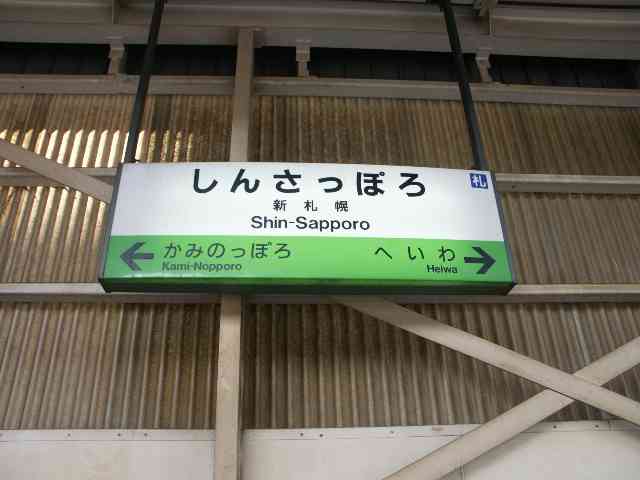 しんさっぽろ
札
新札幌
Shin-Sapporo
かみのっぽろ
Kami-Nopporo
へいわ
Heiwa